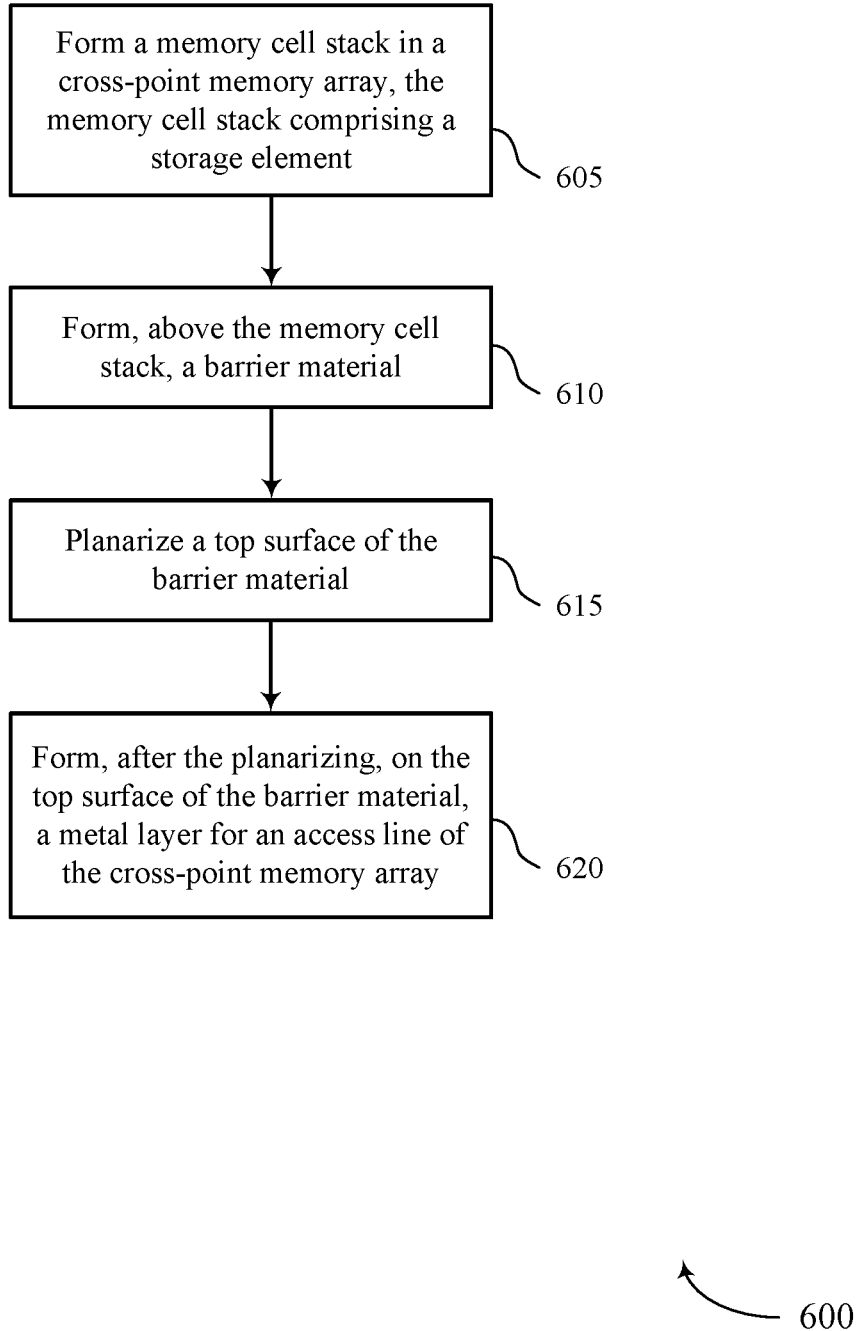 Form a memory cell stack in a
cross-point memory array, the
memory cell stack comprising a
storage element
605
Form, above the memory cell
stack, a barrier material
610
Planarize a top surface of the
barrier material
615
Form, after the planarizing, on the
top surface of the barrier material,
a metal layer for an access line of
the cross-point memory array
620
600